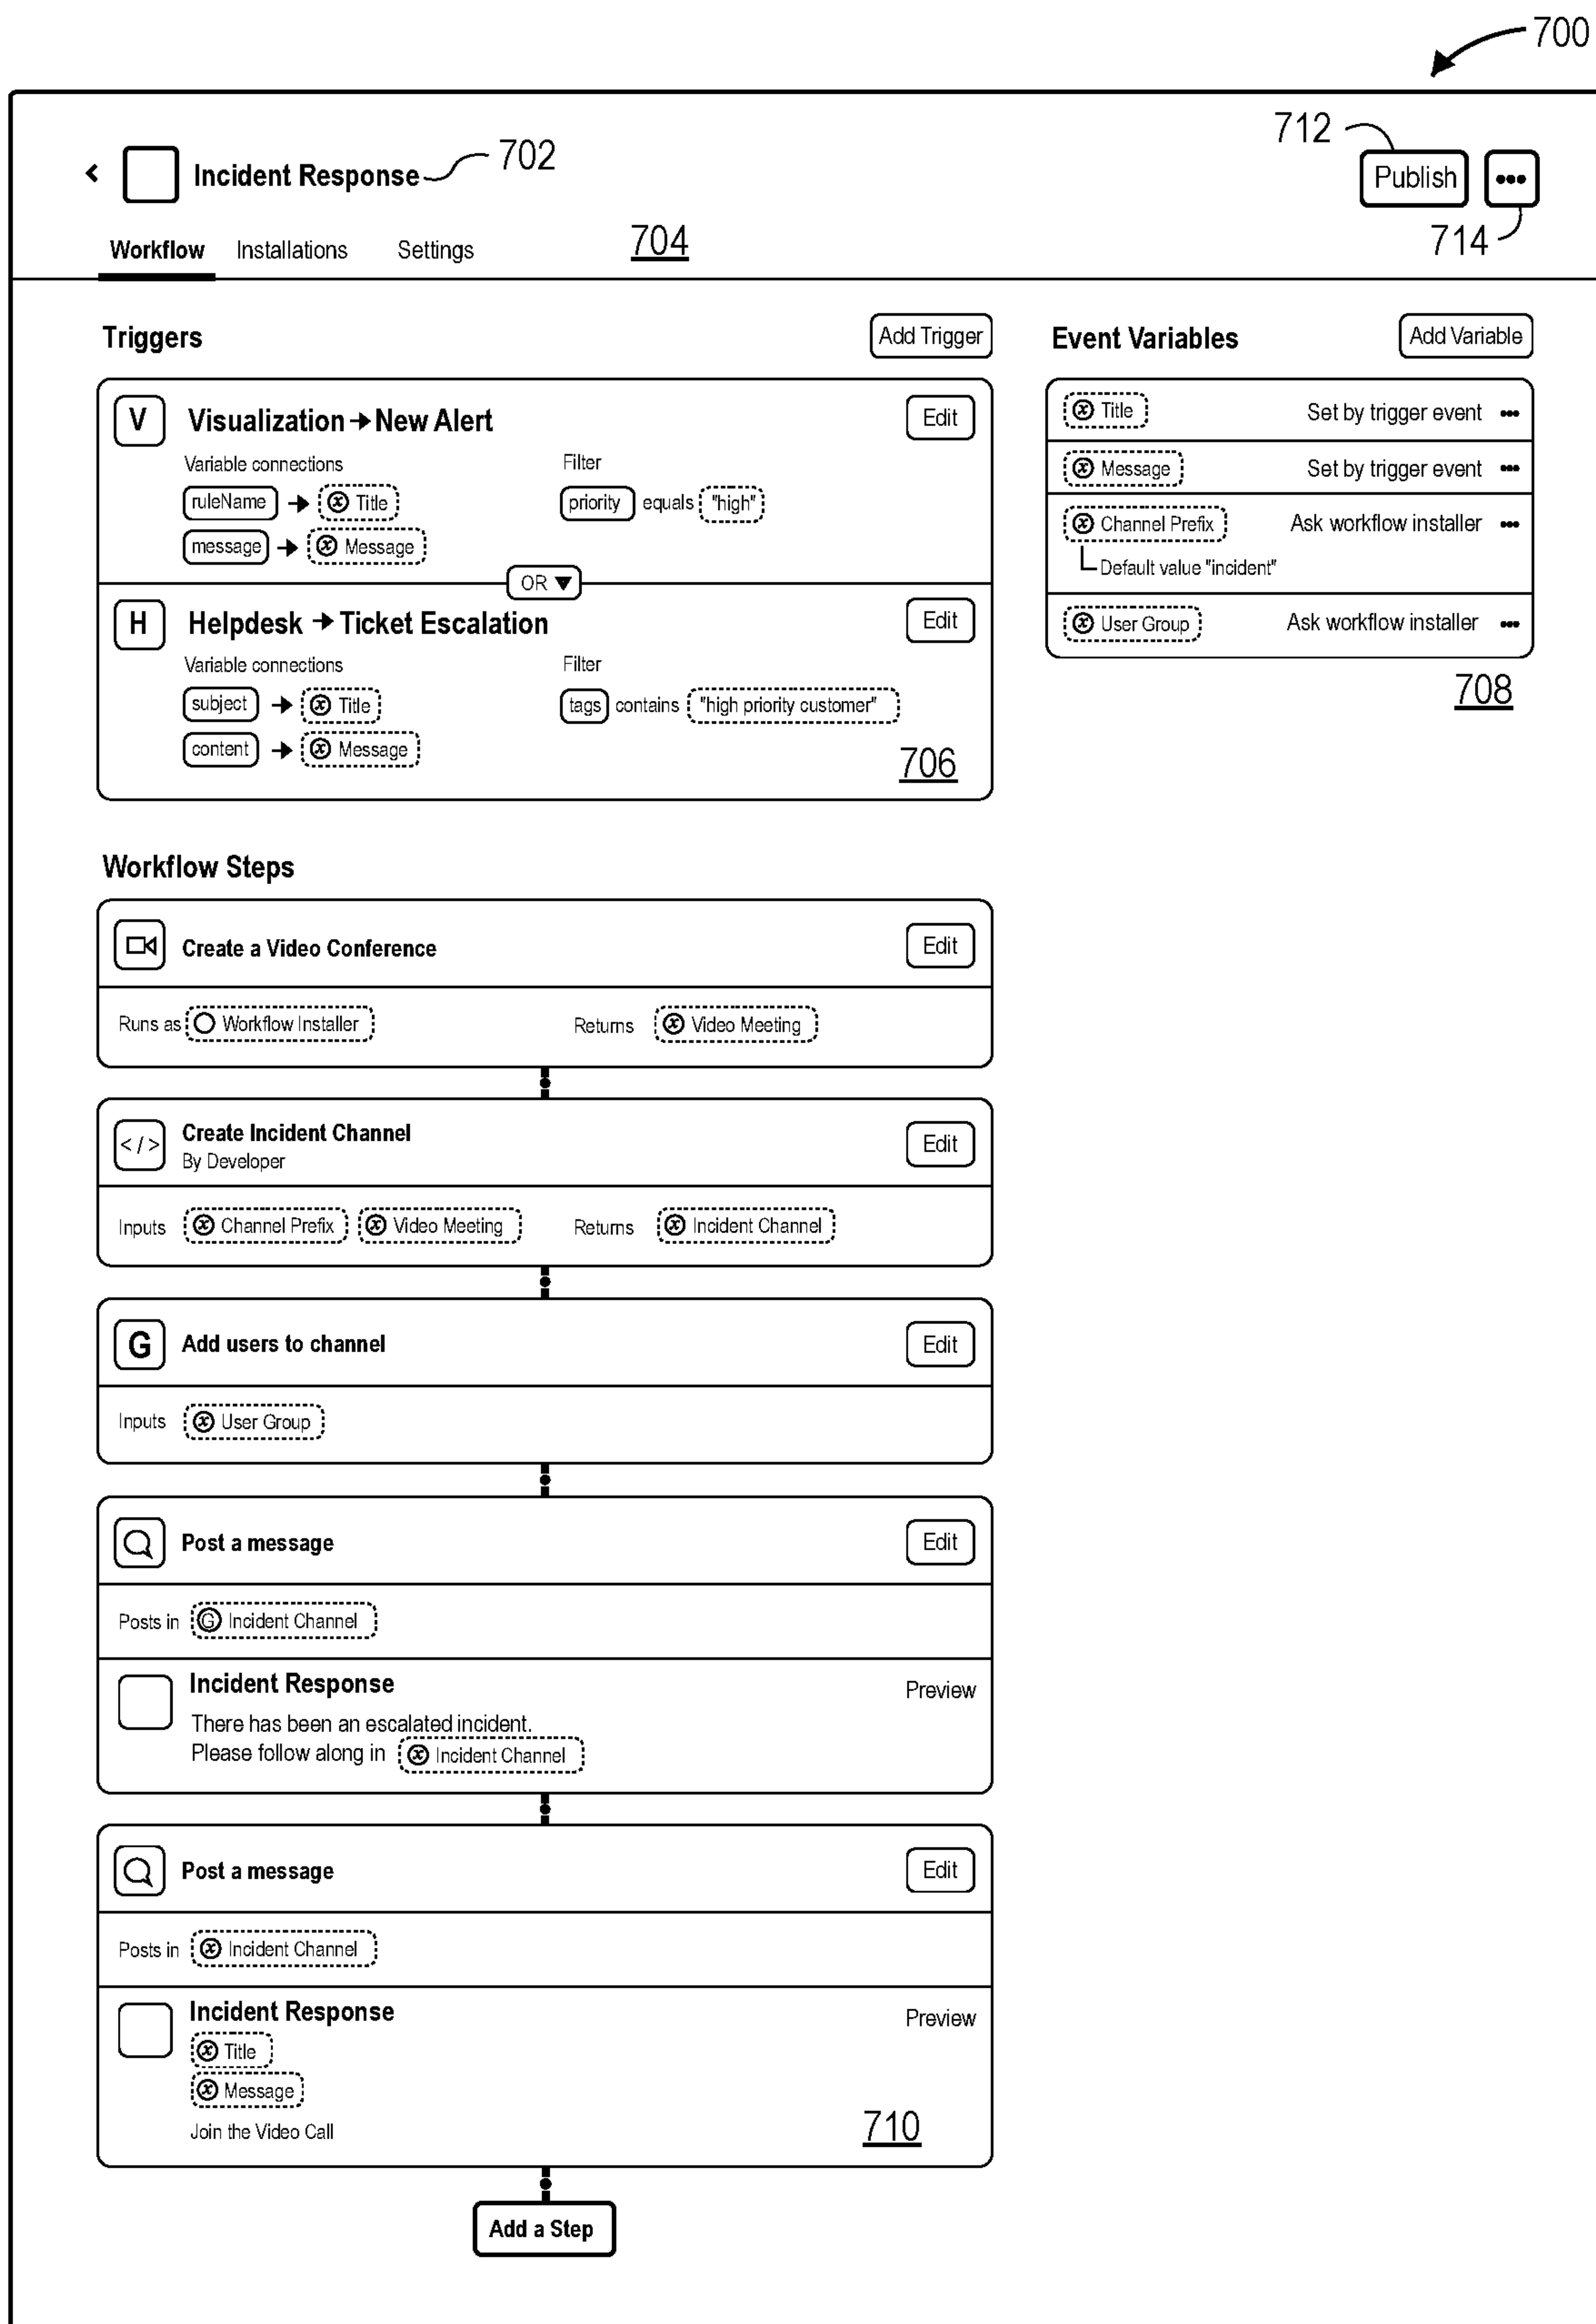 700
712
< Incident Response 702
Publish •••
Workflow Installations Settings 704
714
Triggers Add Trigger
V Visualization → New Alert Edit
Variable connections Filter
ruleName → ⓧ Title priority equals "high"
message → ⓧ Message
OR ▼
H Helpdesk → Ticket Escalation Edit
Variable connections Filter
subject → ⓧ Title tags contains "high priority customer"
content → ⓧ Message
706
Event Variables Add Variable
ⓧ Title Set by trigger event •••
ⓧ Message Set by trigger event •••
ⓧ Channel Prefix Ask workflow installer •••
Default value "incident"
ⓧ User Group Ask workflow installer •••
708
Workflow Steps
Create a Video Conference Edit
Runs as Workflow Installer Returns ⓧ Video Meeting
</> Create Incident Channel Edit
By Developer
Inputs ⓧ Channel Prefix ⓧ Video Meeting Returns ⓧ Incident Channel
G Add users to channel Edit
Inputs ⓧ User Group
Post a message Edit
Posts in Ⓖ Incident Channel
Incident Response Preview
There has been an escalated incident.
Please follow along in ⓧ Incident Channel
Post a message Edit
Posts in ⓧ Incident Channel
Incident Response Preview
ⓧ Title
ⓧ Message
Join the Video Call
710
Add a Step